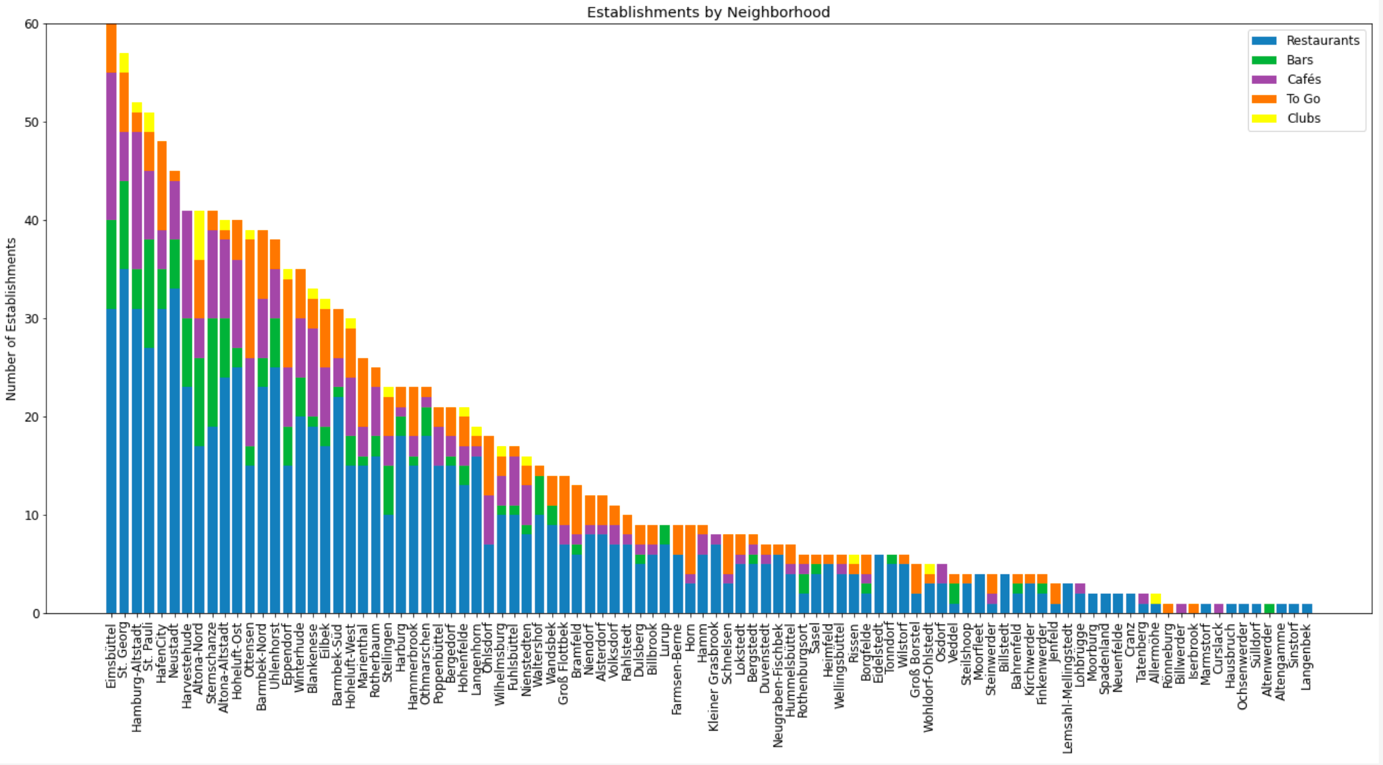 Establishments by Neighborhood
Restaurants
Bars
Cafés
To Go
Clubs
Number of Establishments
60
50
40
30
20
10
0
Eimsbüttel
St. Georg
Hamburg-Altstadt
St. Pauli
HafenCity
Neustadt
Harvestehude
Altona-Nord
Sternschanze
Altona-Altstadt
Hoheluft-Ost
Ottensen
Barmbek-Nord
Uhlenhorst
Eppendorf
Winterhude
Blankenese
Eilbek
Barmbek-Süd
Hoheluft-West
Marienthal
Rotherbaum
Stellingen
Harburg
Hammerbrook
Othmarschen
Poppenbüttel
Bergedorf
Hohenfelde
Langenhorn
Ohlsdorf
Wilhelmsburg
Fuhlsbüttel
Nienstedten
Waltershof
Wandsbek
Groß Flottbek
Bramfeld
Niendorf
Alsterdorf
Volksdorf
Rahlstedt
Dulsberg
Billbrook
Lurup
Farmsen-Berne
Horn
Hamm
Kleiner Grasbrook
Schnelsen
Lokstedt
Bergstedt
Duvenstedt
Neugraben-Fischbek
Hummelsbüttel
Rothenburgsort
Sasel
Heimfeld
Wellingsbüttel
Rissen
Borgfelde
Eidelstedt
Tonndorf
Wilstorf
Groß Borstel
Wohldorf-Ohlstedt
Osdorf
Veddel
Steilshoop
Moorfleet
Steinwerder
Billstedt
Bahrenfeld
Kirchwerder
Finkenwerder
Jenfeld
Lemsahl-Mellingstedt
Lohbrügge
Moorburg
Spadenland
Neuenfelde
Cranz
Tatenberg
Allermöhe
Rönneburg
Billwerder
Iserbrook
Marmstorf
Curslack
Hausbruch
Ochsenwerder
Sülldorf
Altenwerder
Altengamme
Sinstorf
Langenbek